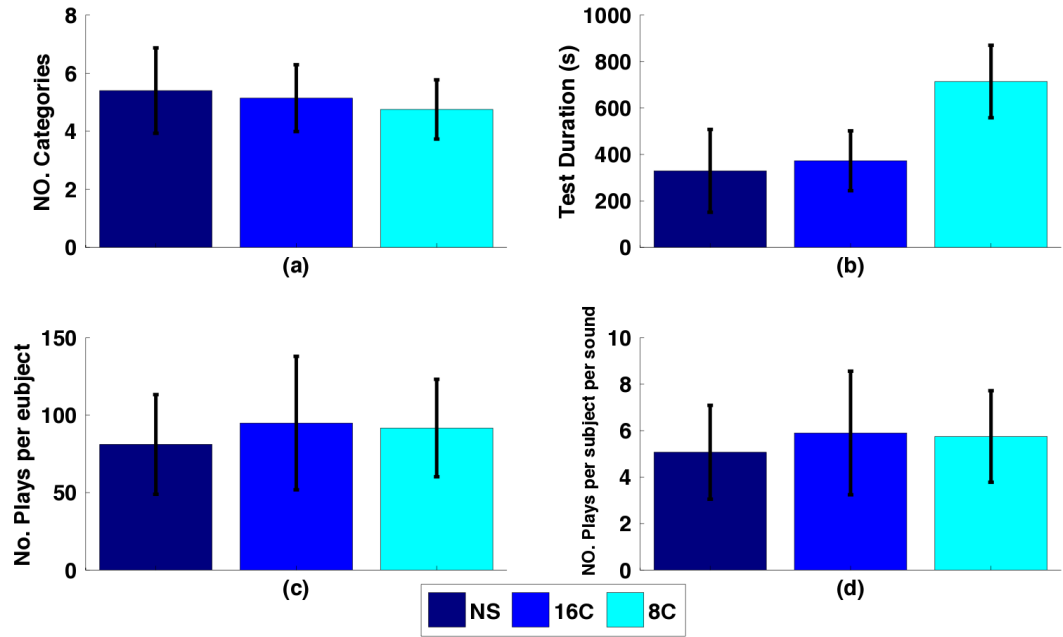 NO. Categories
8
6
4
2
0
(a)
Test Duration (s)
1000
800
600
400
200
0
(b)
No. Plays per eubject
150
100
50
0
(c)
NO. Plays per subject per sound
10
8
6
4
2
0
(d)
NS 16C 8C